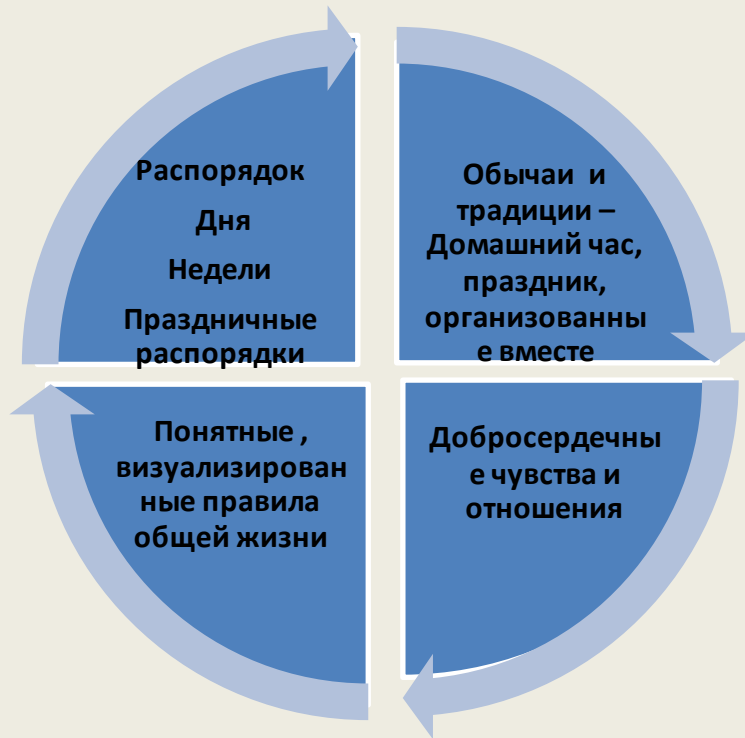 Распорядок
Дня
Недели
Праздничные
распорядки
Обычаи и
традиции –
Домашний час,
праздник,
организованны
е вместе
Понятные ,
визуализирован
ные правила
общей жизни
Добросердечны
е чувства и
отношения